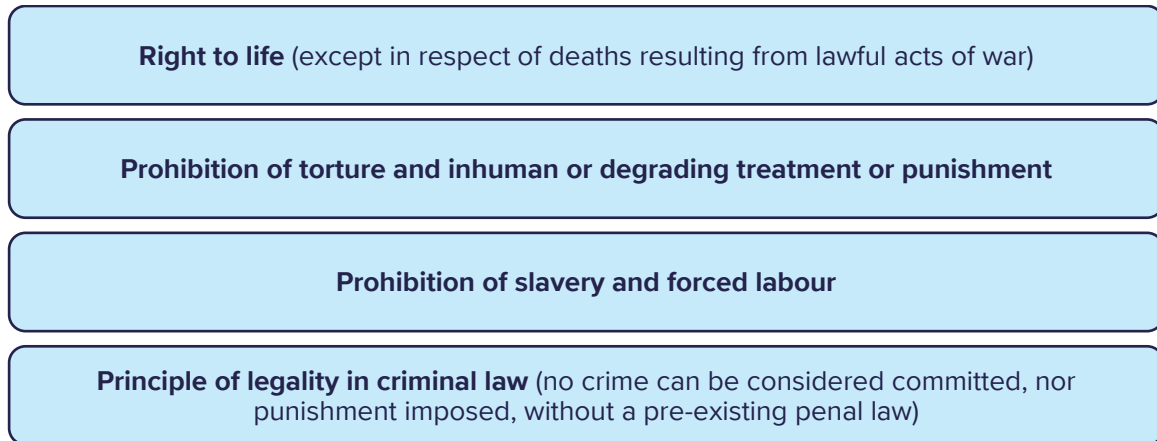 Right to life (except in respect of deaths resulting from lawful acts of war)
Prohibition of torture and inhuman or degrading treatment or punishment
Prohibition of slavery and forced labour
Principle of legality in criminal law (no crime can be considered committed, nor
punishment imposed, without a pre-existing penal law)